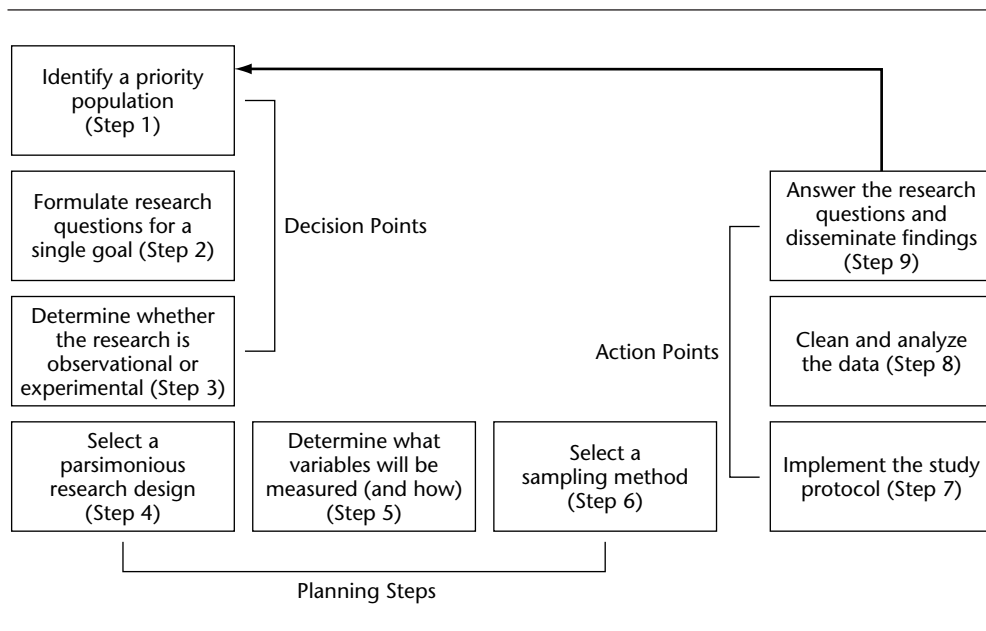 Identify a priority
population
(Step 1)
Formulate research
questions for a
single goal (Step 2)
Determine whether
the research is
observational or
experimental (Step 3)
Decision Points
Select a
parsimonious
research design
(Step 4)
Determine what
variables will be
measured (and how)
(Step 5)
Select a
sampling method
(Step 6)
Planning Steps
Answer the research
questions and
disseminate findings
(Step 9)
Clean and analyze
the data (Step 8)
Implement the study
protocol (Step 7)
Action Points